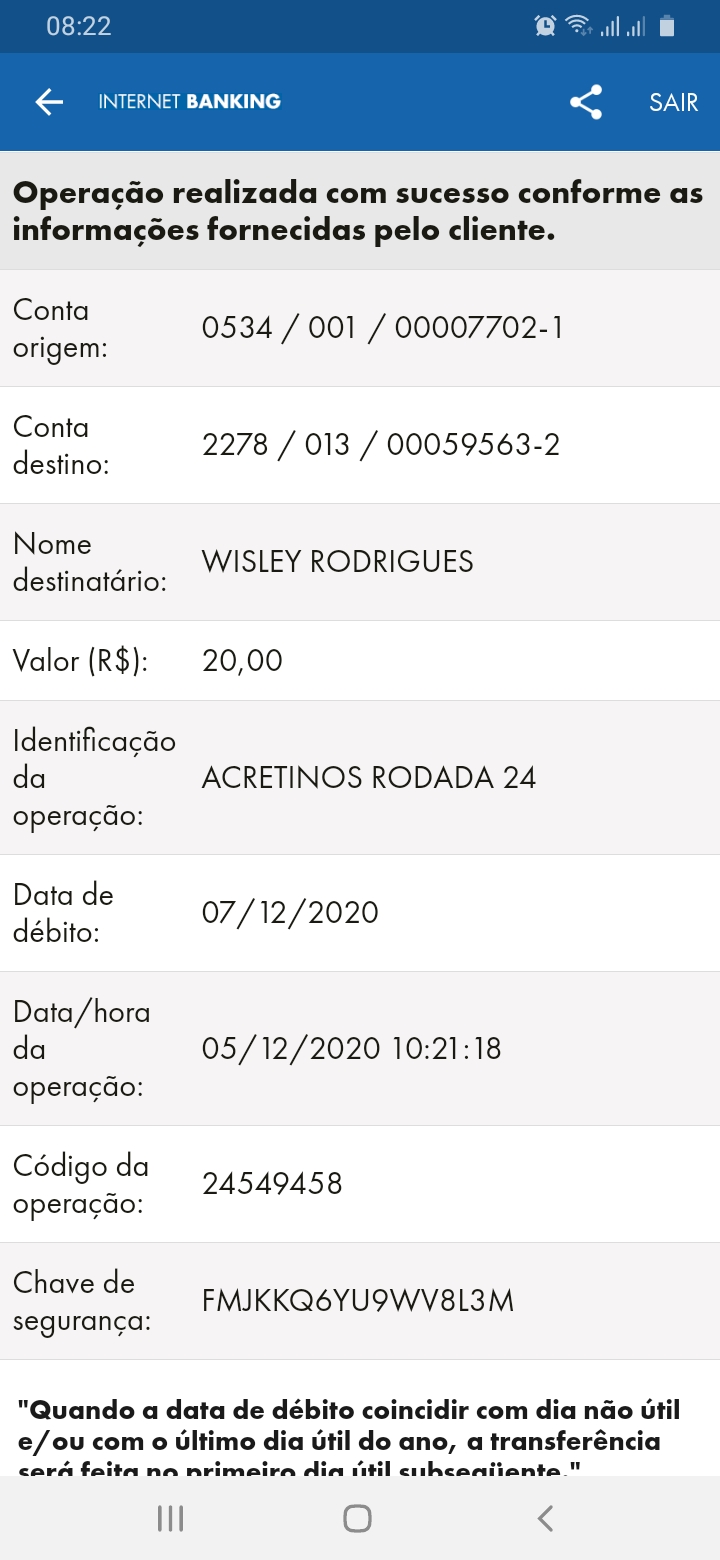 08:22
INTERNET BANKING
SAIR
Operação realizada com sucesso conforme as
informações fornecidas pelo cliente.
Conta
origem:
0534 / 001 / 00007702-1
Conta
destino:
2278 / 013 / 00059563-2
Nome
destinatário:
WISLEY RODRIGUES
Valor (R$):
20,00
Identificação
da
operação:
ACRETINOS RODADA 24
Data de
débito:
07/12/2020
Data/hora
da
operação:
05/12/2020 10:21:18
Código da
operação:
24549458
Chave de
segurança:
FMJKKQ6YU9WV8L3M
"Quando a data de débito coincidir com dia não útil
e/ou com o último dia útil do ano, a transferência
será feita no primeiro dia útil subseqüente."